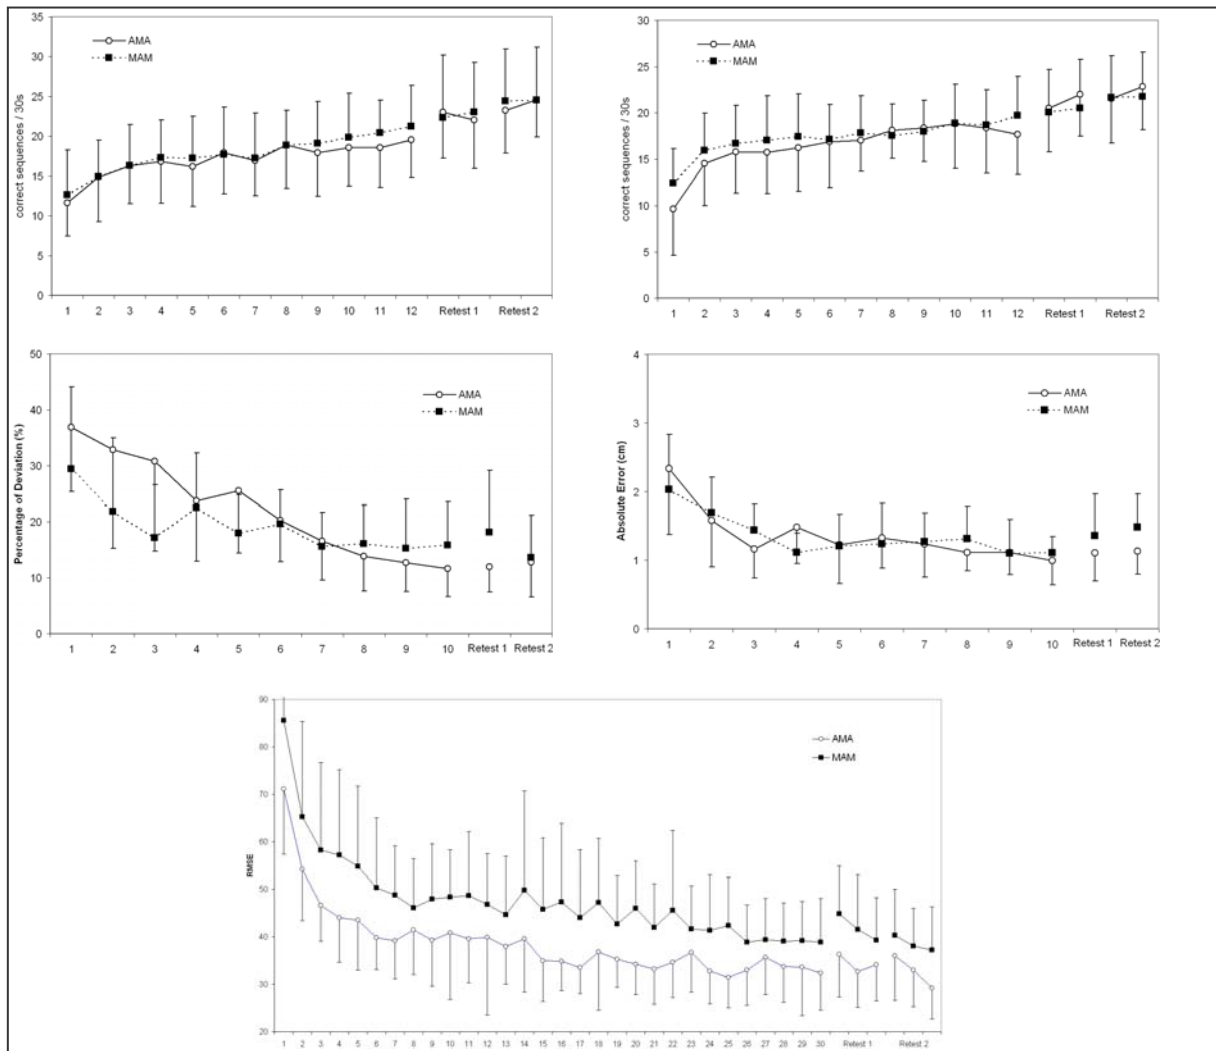 35
30
25
20
15
10
5
0
correct sequences / 30s
AMA
MAM
1 2 3 4 5 6 7 8 9 10 11 12 Retest 1 Retest 2
30
25
20
15
10
5
0
correct sequences / 30s
AMA
MAM
1 2 3 4 5 6 7 8 9 10 11 12 Retest 1 Retest 2
50
40
30
20
10
0
Percentage of Deviation (%)
AMA
MAM
1 2 3 4 5 6 7 8 9 10 Retest 1 Retest 2
4
3
2
1
0
Absolute Error (cm)
AMA
MAM
1 2 3 4 5 6 7 8 9 10 Retest 1 Retest 2
90
80
70
60
50
40
30
20
RMSE
AMA
MAM
1 2 3 4 5 6 7 8 9 10 11 12 13 14 15 16 17 18 19 20 21 22 23 24 25 26 27 28 29 30 Retest 1 Retest 2